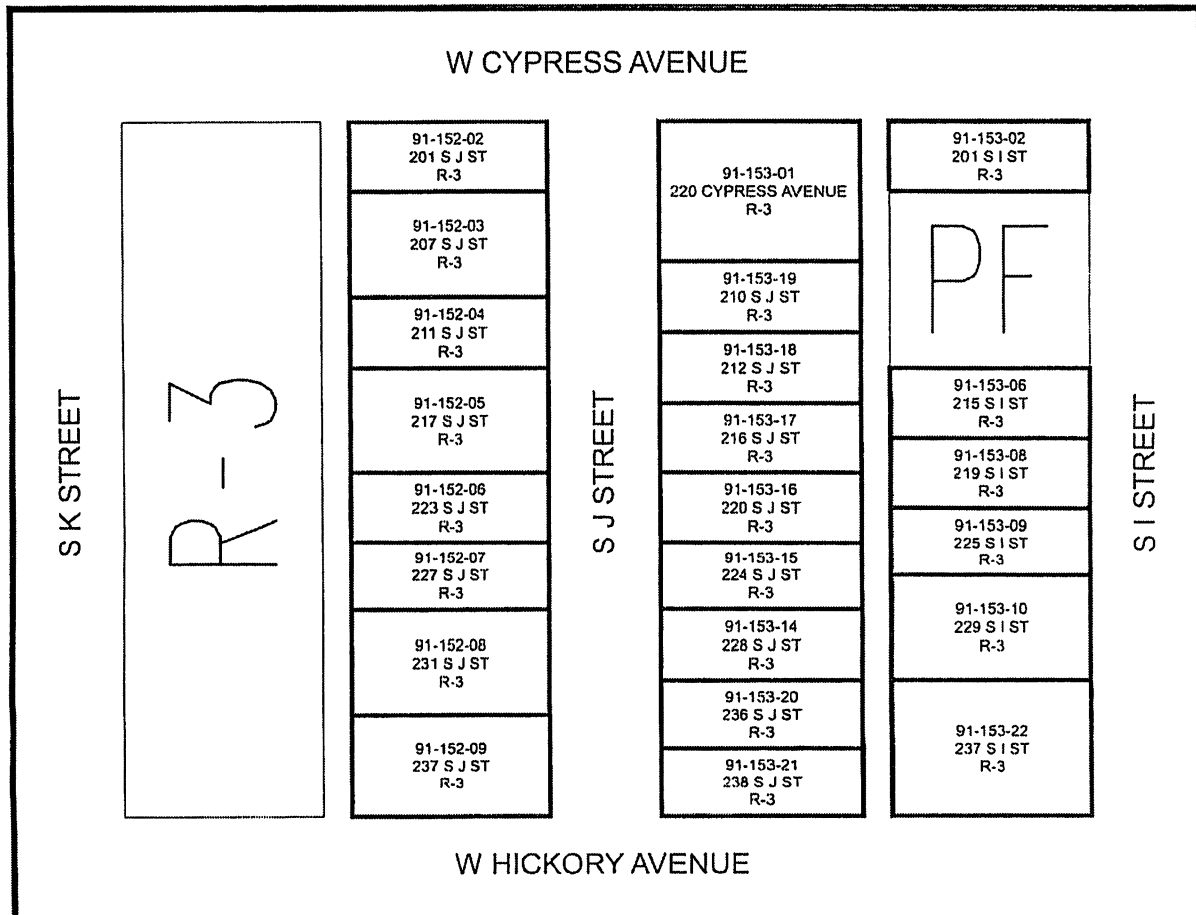 W CYPRESS AVENUE
S K STREET
R-3
91-152-02
201 S J ST
R-3
91-152-03
207 S J ST
R-3
91-152-04
211 S J ST
R-3
91-152-05
217 S J ST
R-3
91-152-06
223 S J ST
R-3
91-152-07
227 S J ST
R-3
91-152-08
231 S J ST
R-3
91-152-09
237 S J ST
R-3
S J STREET
91-153-01
220 CYPRESS AVENUE
R-3
91-153-19
210 S J ST
R-3
91-153-18
212 S J ST
R-3
91-153-17
216 S J ST
R-3
91-153-16
220 S J ST
R-3
91-153-15
224 S J ST
R-3
91-153-14
228 S J ST
R-3
91-153-20
236 S J ST
R-3
91-153-21
238 S J ST
R-3
91-153-02
201 S I ST
R-3
PF
91-153-06
215 S I ST
R-3
91-153-08
219 S I ST
R-3
91-153-09
225 S I ST
R-3
91-153-10
229 S I ST
R-3
91-153-22
237 S I ST
R-3
S I STREET
W HICKORY AVENUE